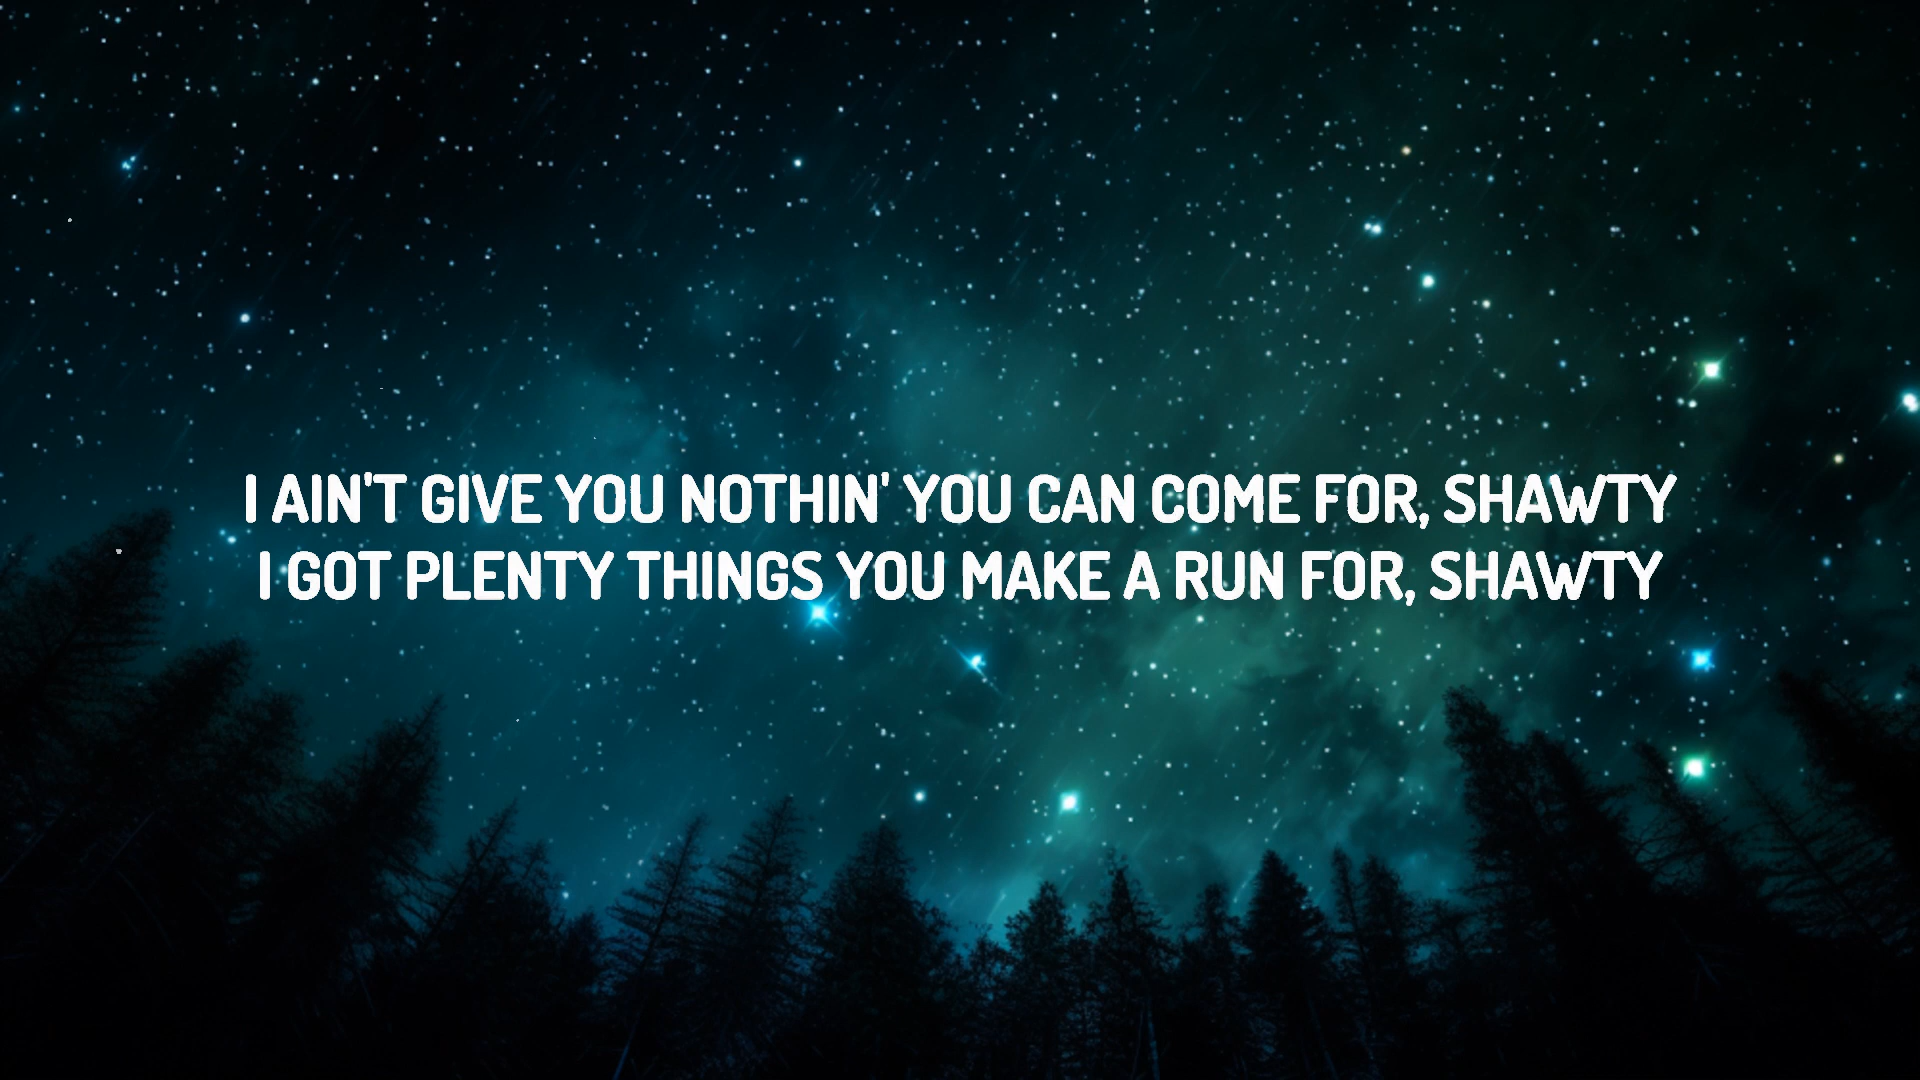 I AIN'T GIVE YOU NOTHIN' YOU CAN COME FOR, SHAWTY
I GOT PLENTY THINGS YOU MAKE A RUN FOR, SHAWTY